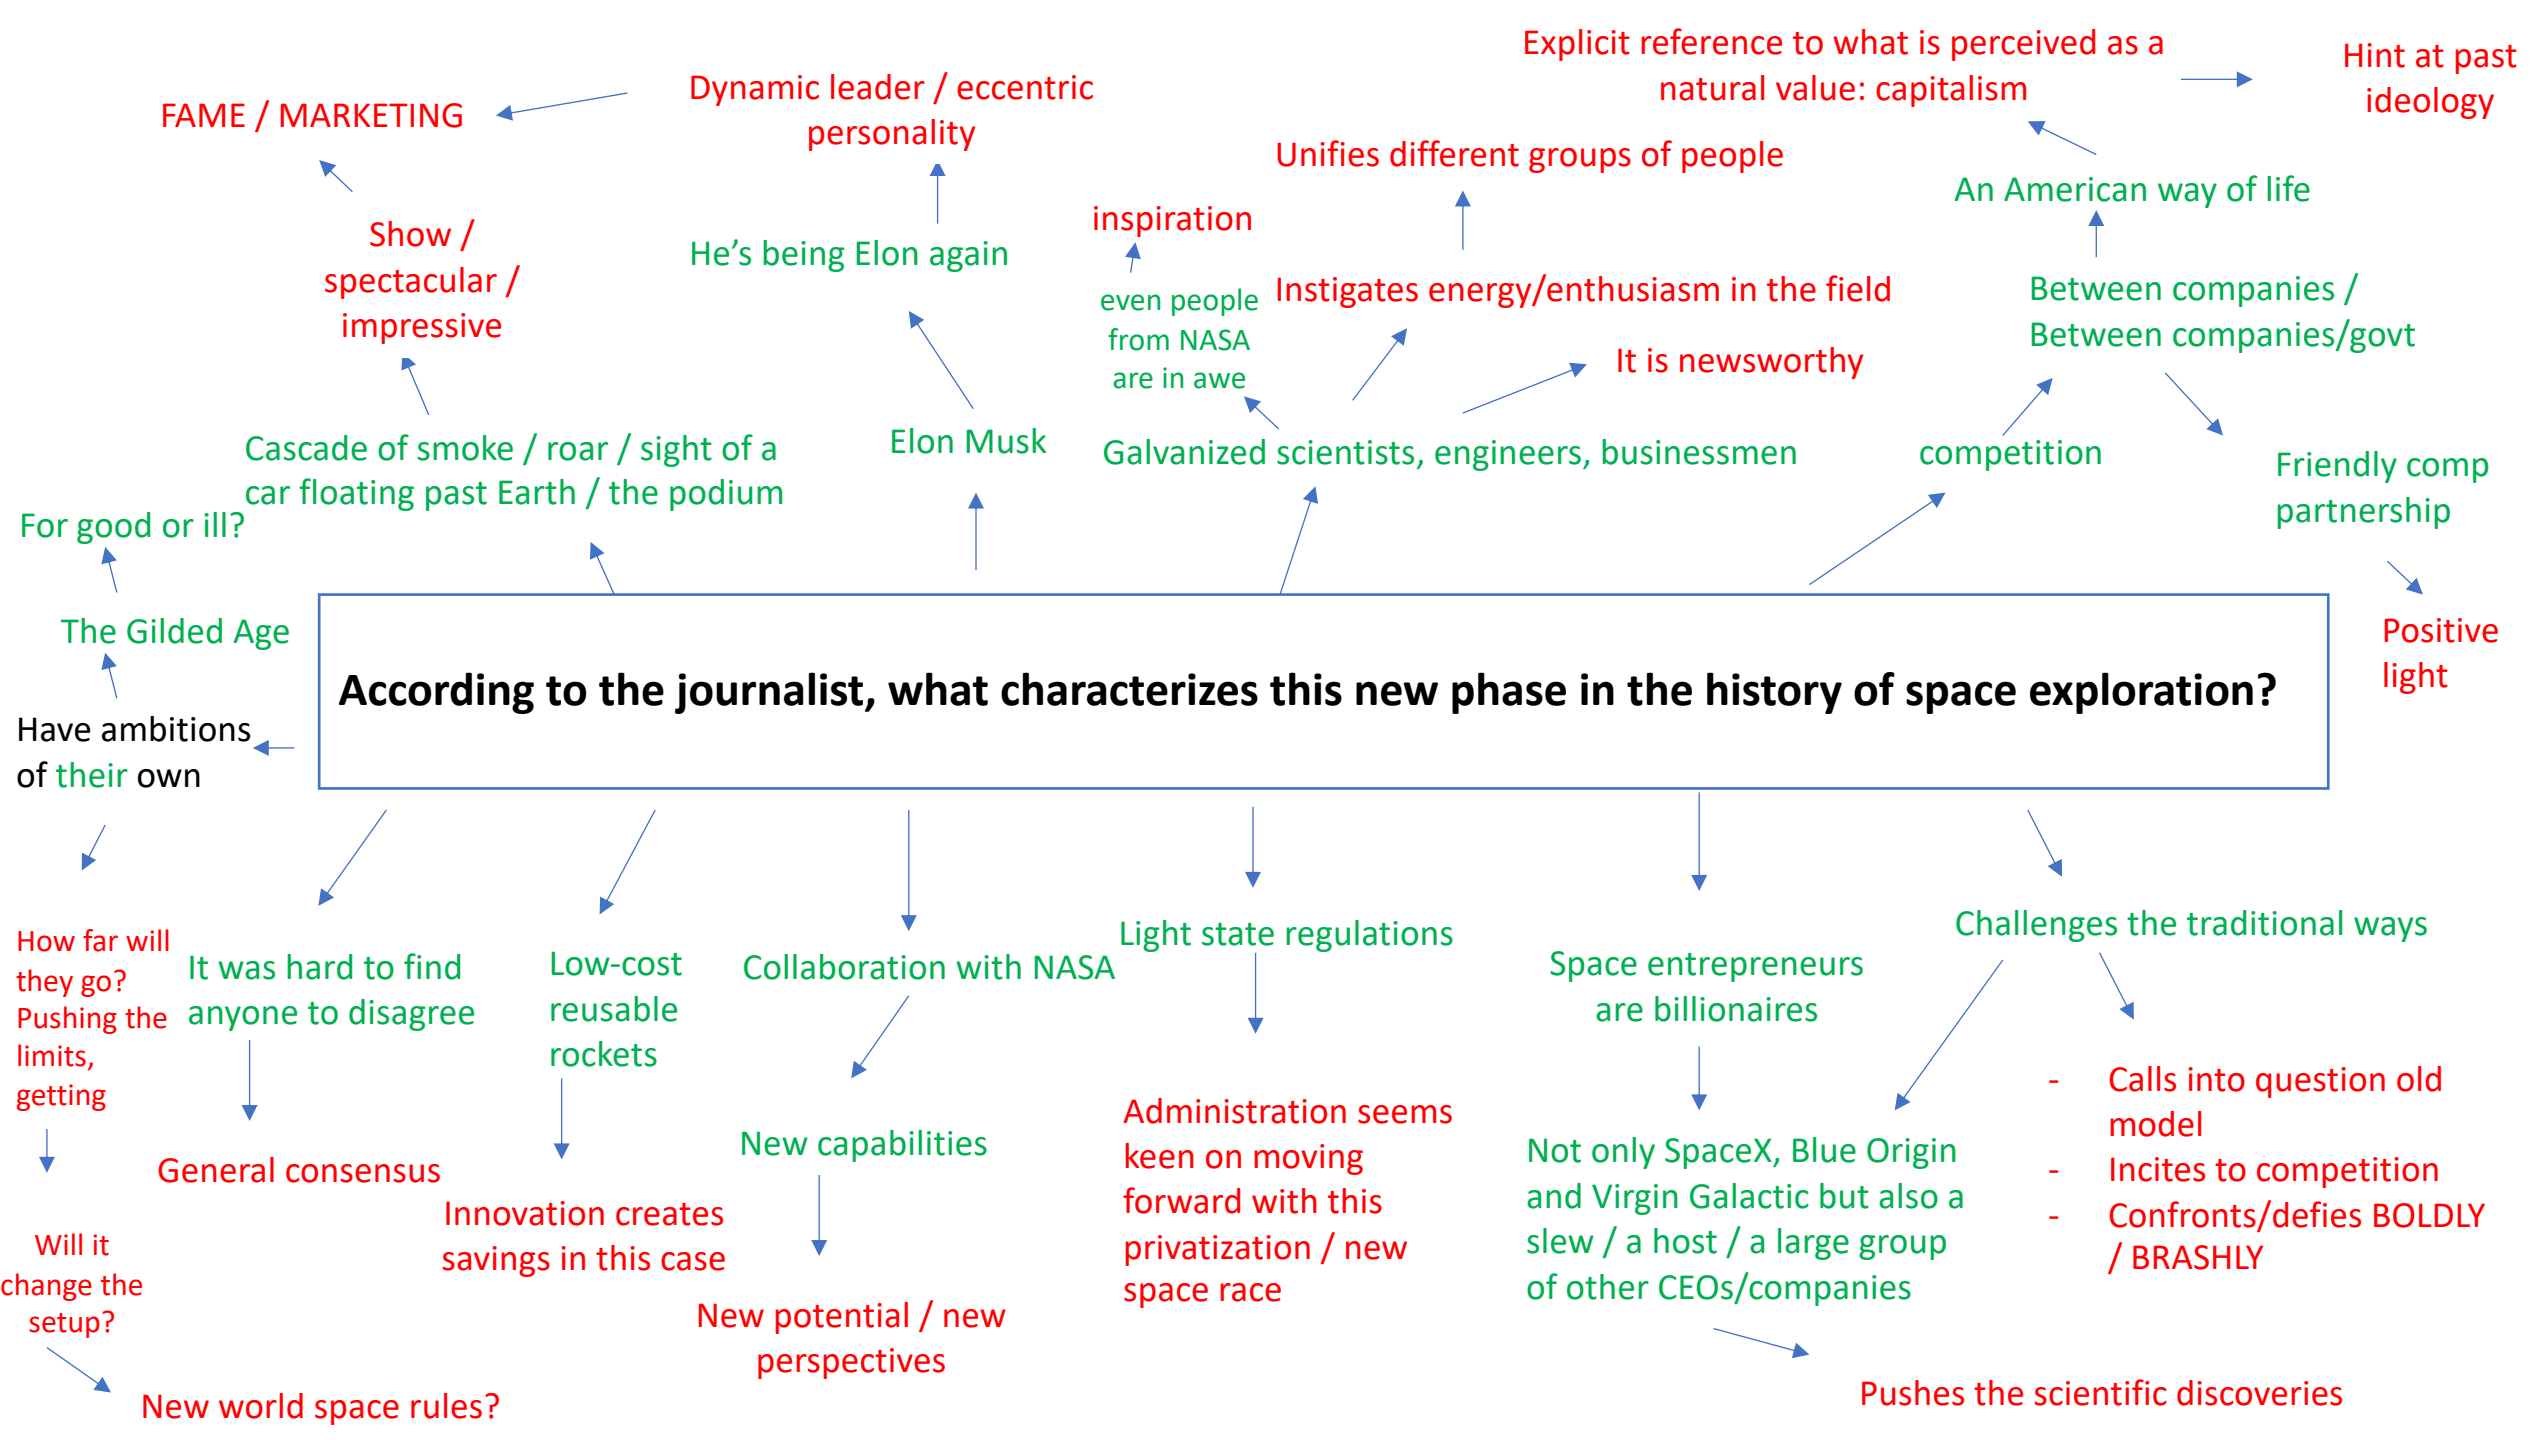 Explicit reference to what is perceived as a
natural value: capitalism
Hint at past
ideology
Dynamic leader / eccentric
personality
FAME / MARKETING
Unifies different groups of people
An American way of life
inspiration
Show /
spectacular /
impressive
He’s being Elon again
even people
from NASA
are in awe
Instigates energy/enthusiasm in the field
Between companies /
Between companies/govt
It is newsworthy
Cascade of smoke / roar / sight of a
car floating past Earth / the podium
Elon Musk
Galvanized scientists, engineers, businessmen
competition
Friendly comp
partnership
For good or ill?
The Gilded Age
Positive
light
According to the journalist, what characterizes this new phase in the history of space exploration?
Have ambitions
of their own
How far will
they go?
Pushing the
limits,
getting
It was hard to find
anyone to disagree
Low-cost
reusable
rockets
Collaboration with NASA
Light state regulations
Space entrepreneurs
are billionaires
Challenges the traditional ways
General consensus
Innovation creates
savings in this case
New capabilities
Administration seems
keen on moving
forward with this
privatization / new
space race
Not only SpaceX, Blue Origin
and Virgin Galactic but also a
slew / a host / a large group
of other CEOs/companies
- Calls into question old
model
- Incites to competition
- Confronts/defies BOLDLY
/ BRASHLY
Will it
change the
setup?
New potential / new
perspectives
New world space rules?
Pushes the scientific discoveries